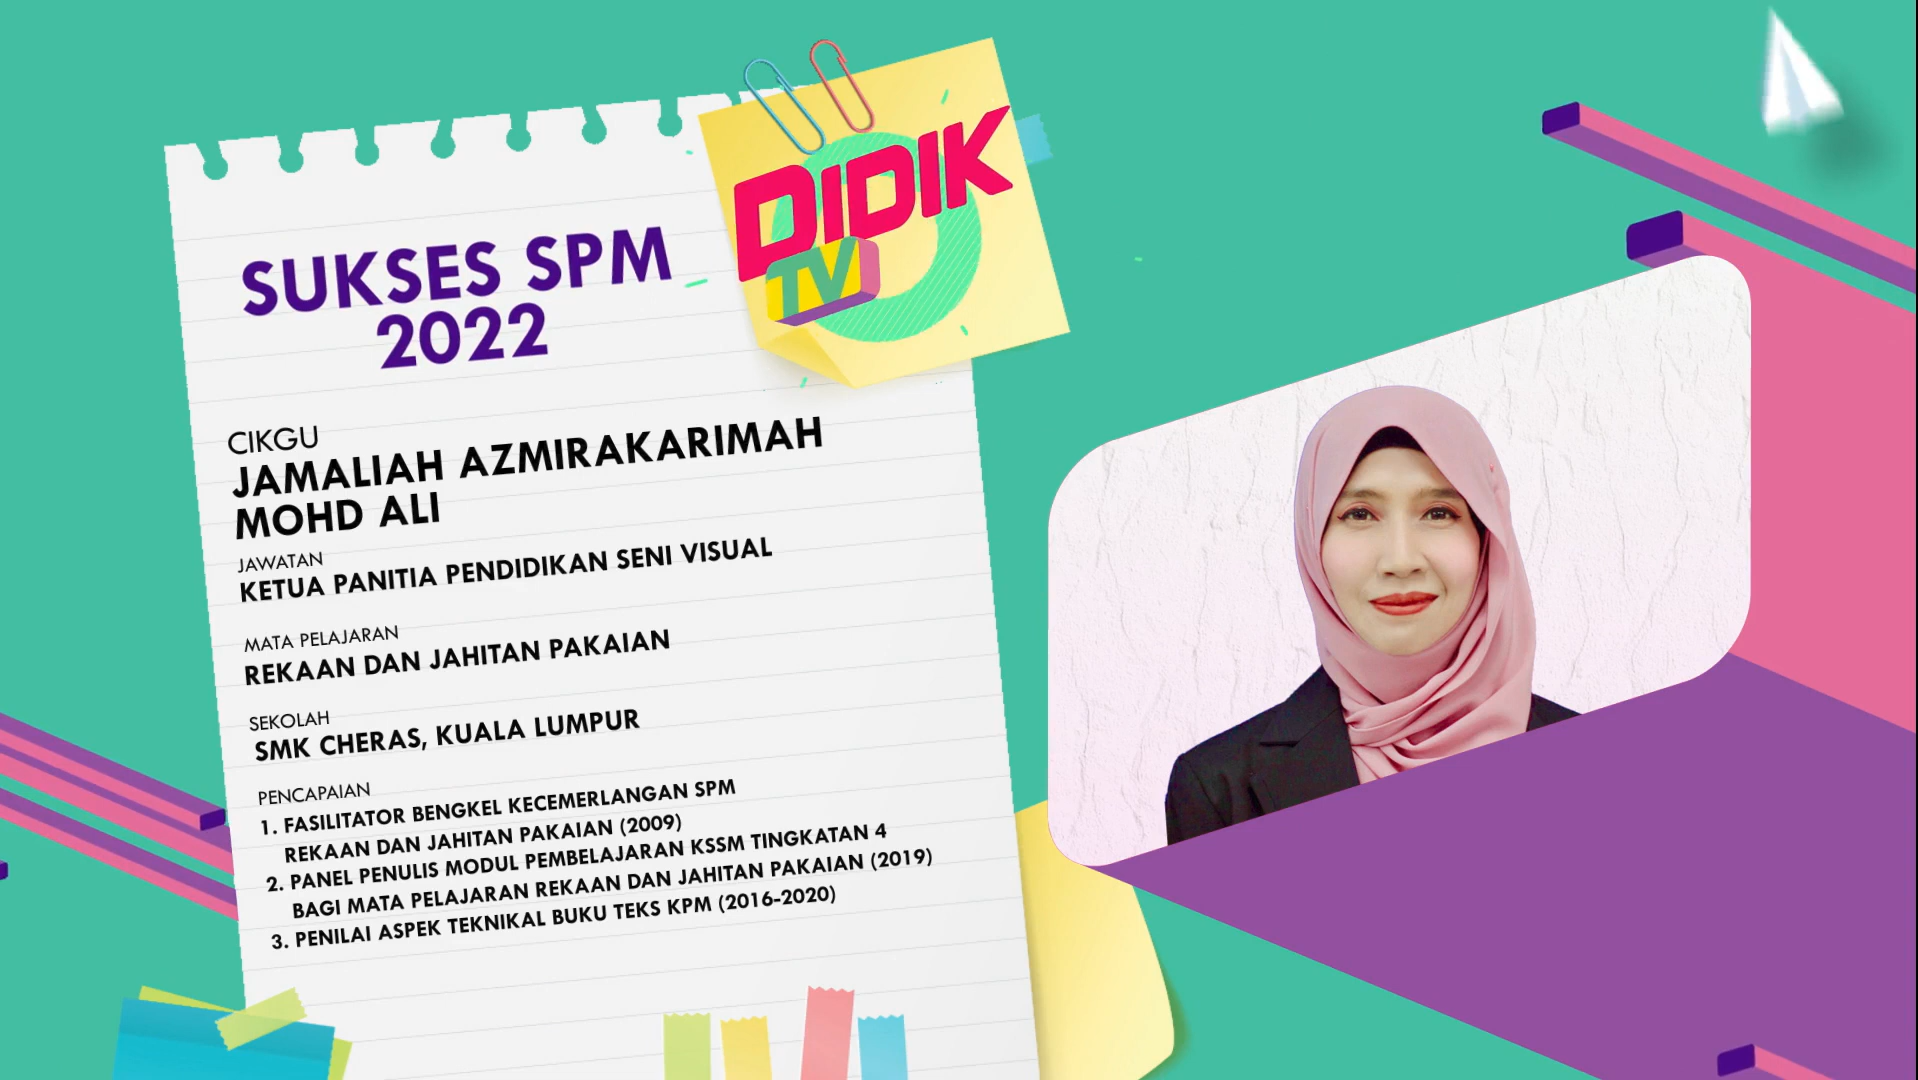 DIDIK
TV
SUKSES SPM
2022
CIKGU
JAMALIAH AZMIRAKARIMAH
MOHD ALI
JAWATAN
KETUA PANITIA PENDIDIKAN SENI VISUAL
MATA PELAJARAN
REKAAN DAN JAHITAN PAKAIAN
SEKOLAH
SMK CHERAS, KUALA LUMPUR
PENCAPAIAN
1. FASILITATOR BENGKEL KECEMERLANGAN SPM
REKAAN DAN JAHITAN PAKAIAN (2009)
2. PANEL PENULIS MODUL PEMBELAJARAN KSSM TINGKATAN 4
BAGI MATA PELAJARAN REKAAN DAN JAHITAN PAKAIAN (2019)
3. PENILAI ASPEK TEKNIKAL BUKU TEKS KPM (2016-2020)